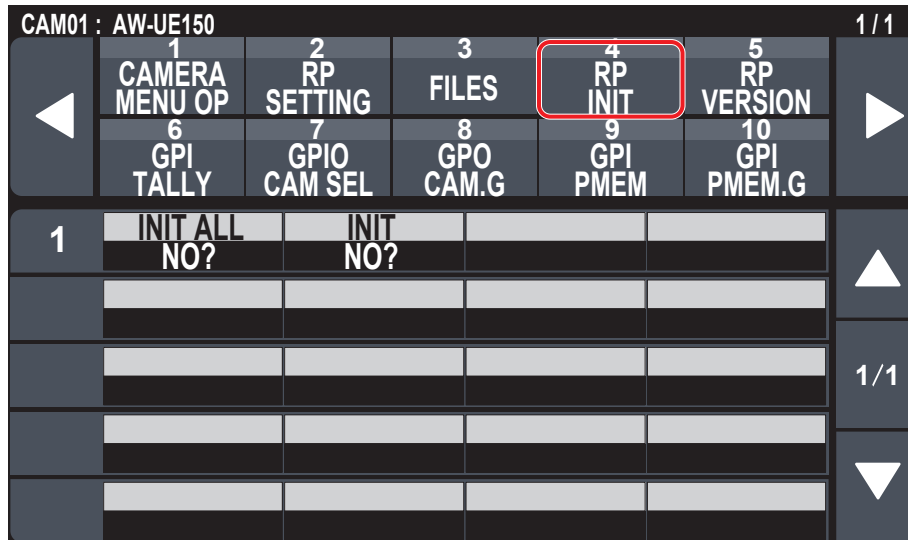 CAM01 : AW-UE150 1 / 1
1 2 3 4 5
CAMERA MENU OP
RP SETTING
FILES
RP INIT
RP VERSION
6 7 8 9 10
GPI TALLY
GPIO CAM SEL
GPO CAM.G
GPI PMEM
GPI PMEM.G
1 INIT ALL INIT
NO? NO?
1/1